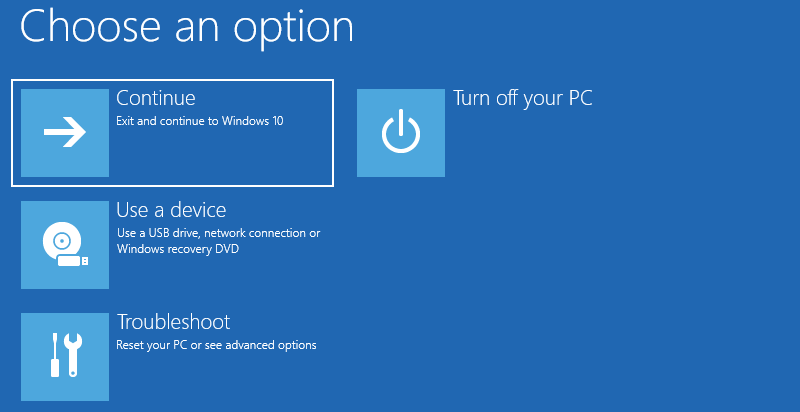 Choose an option
Continue
Exit and continue to Windows 10
Turn off your PC
Use a device
Use a USB drive, network connection or
Windows recovery DVD
Troubleshoot
Reset your PC or see advanced options